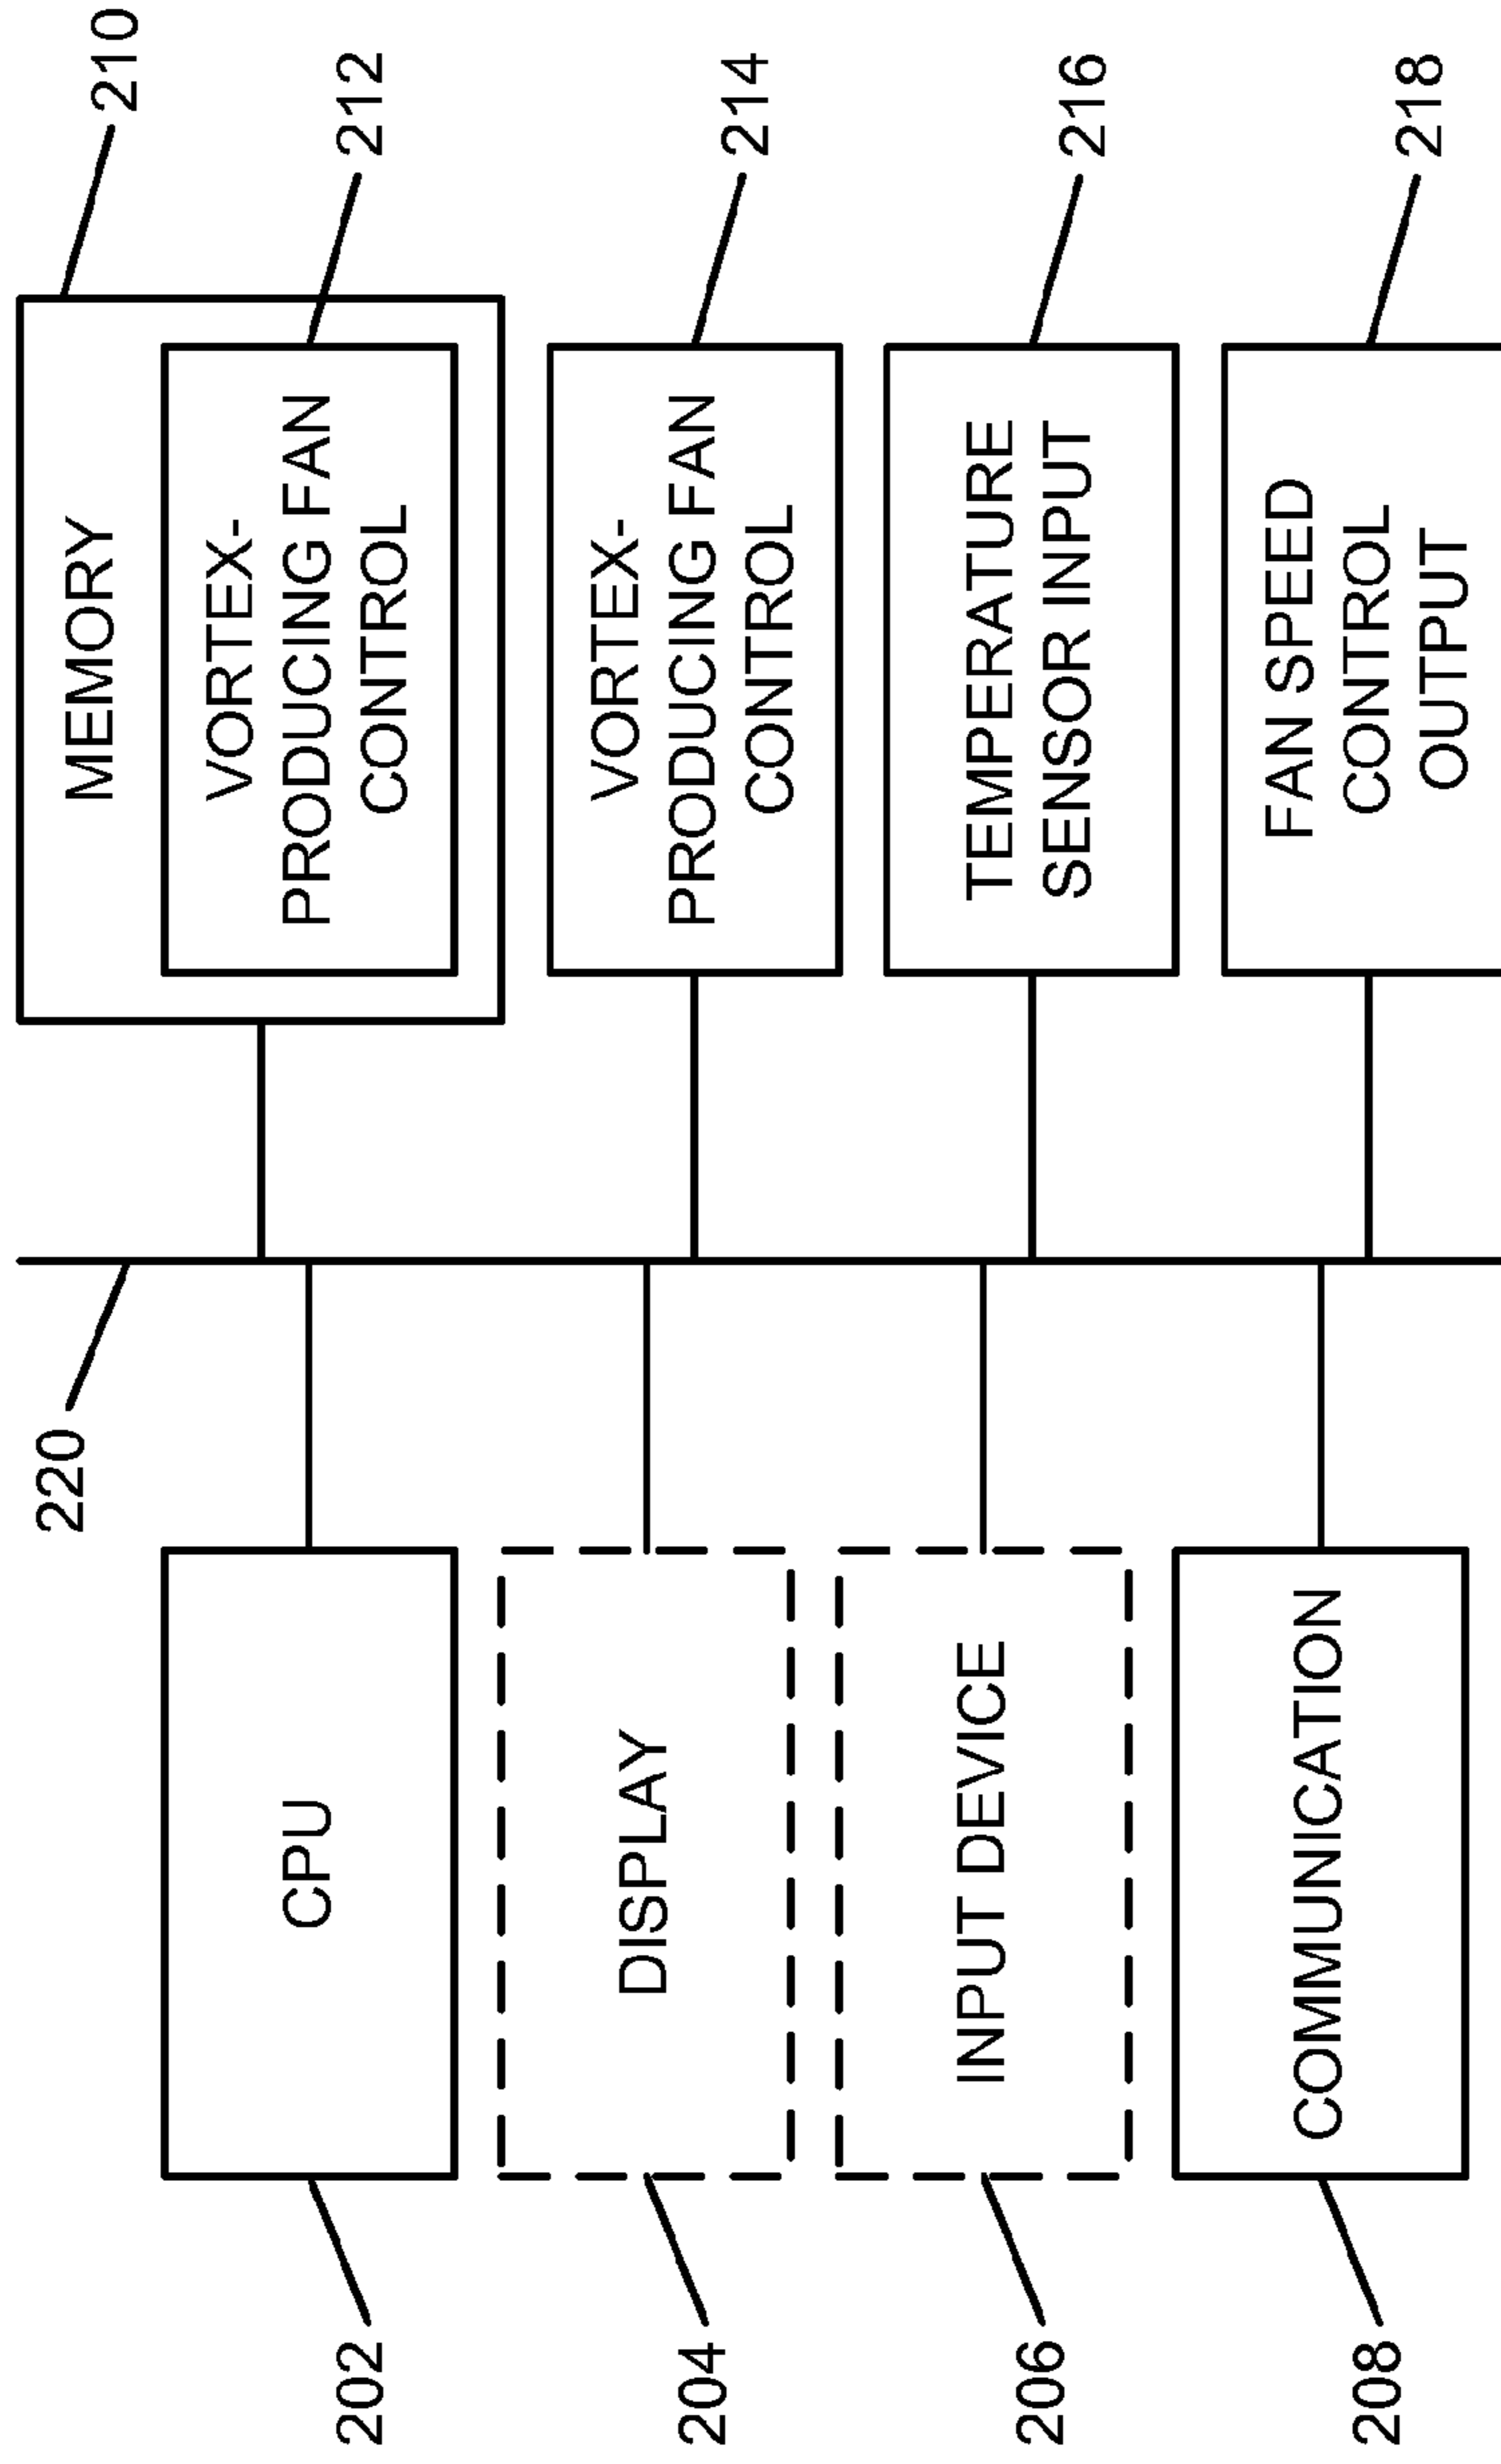 220
210
MEMORY
VORTEX-
PRODUCING FAN
CONTROL
212
202
CPU
VORTEX-
PRODUCING FAN
CONTROL
214
204
DISPLAY
TEMPERATURE
SENSOR INPUT
216
206
INPUT DEVICE
FAN SPEED
CONTROL
OUTPUT
218
208
COMMUNICATION